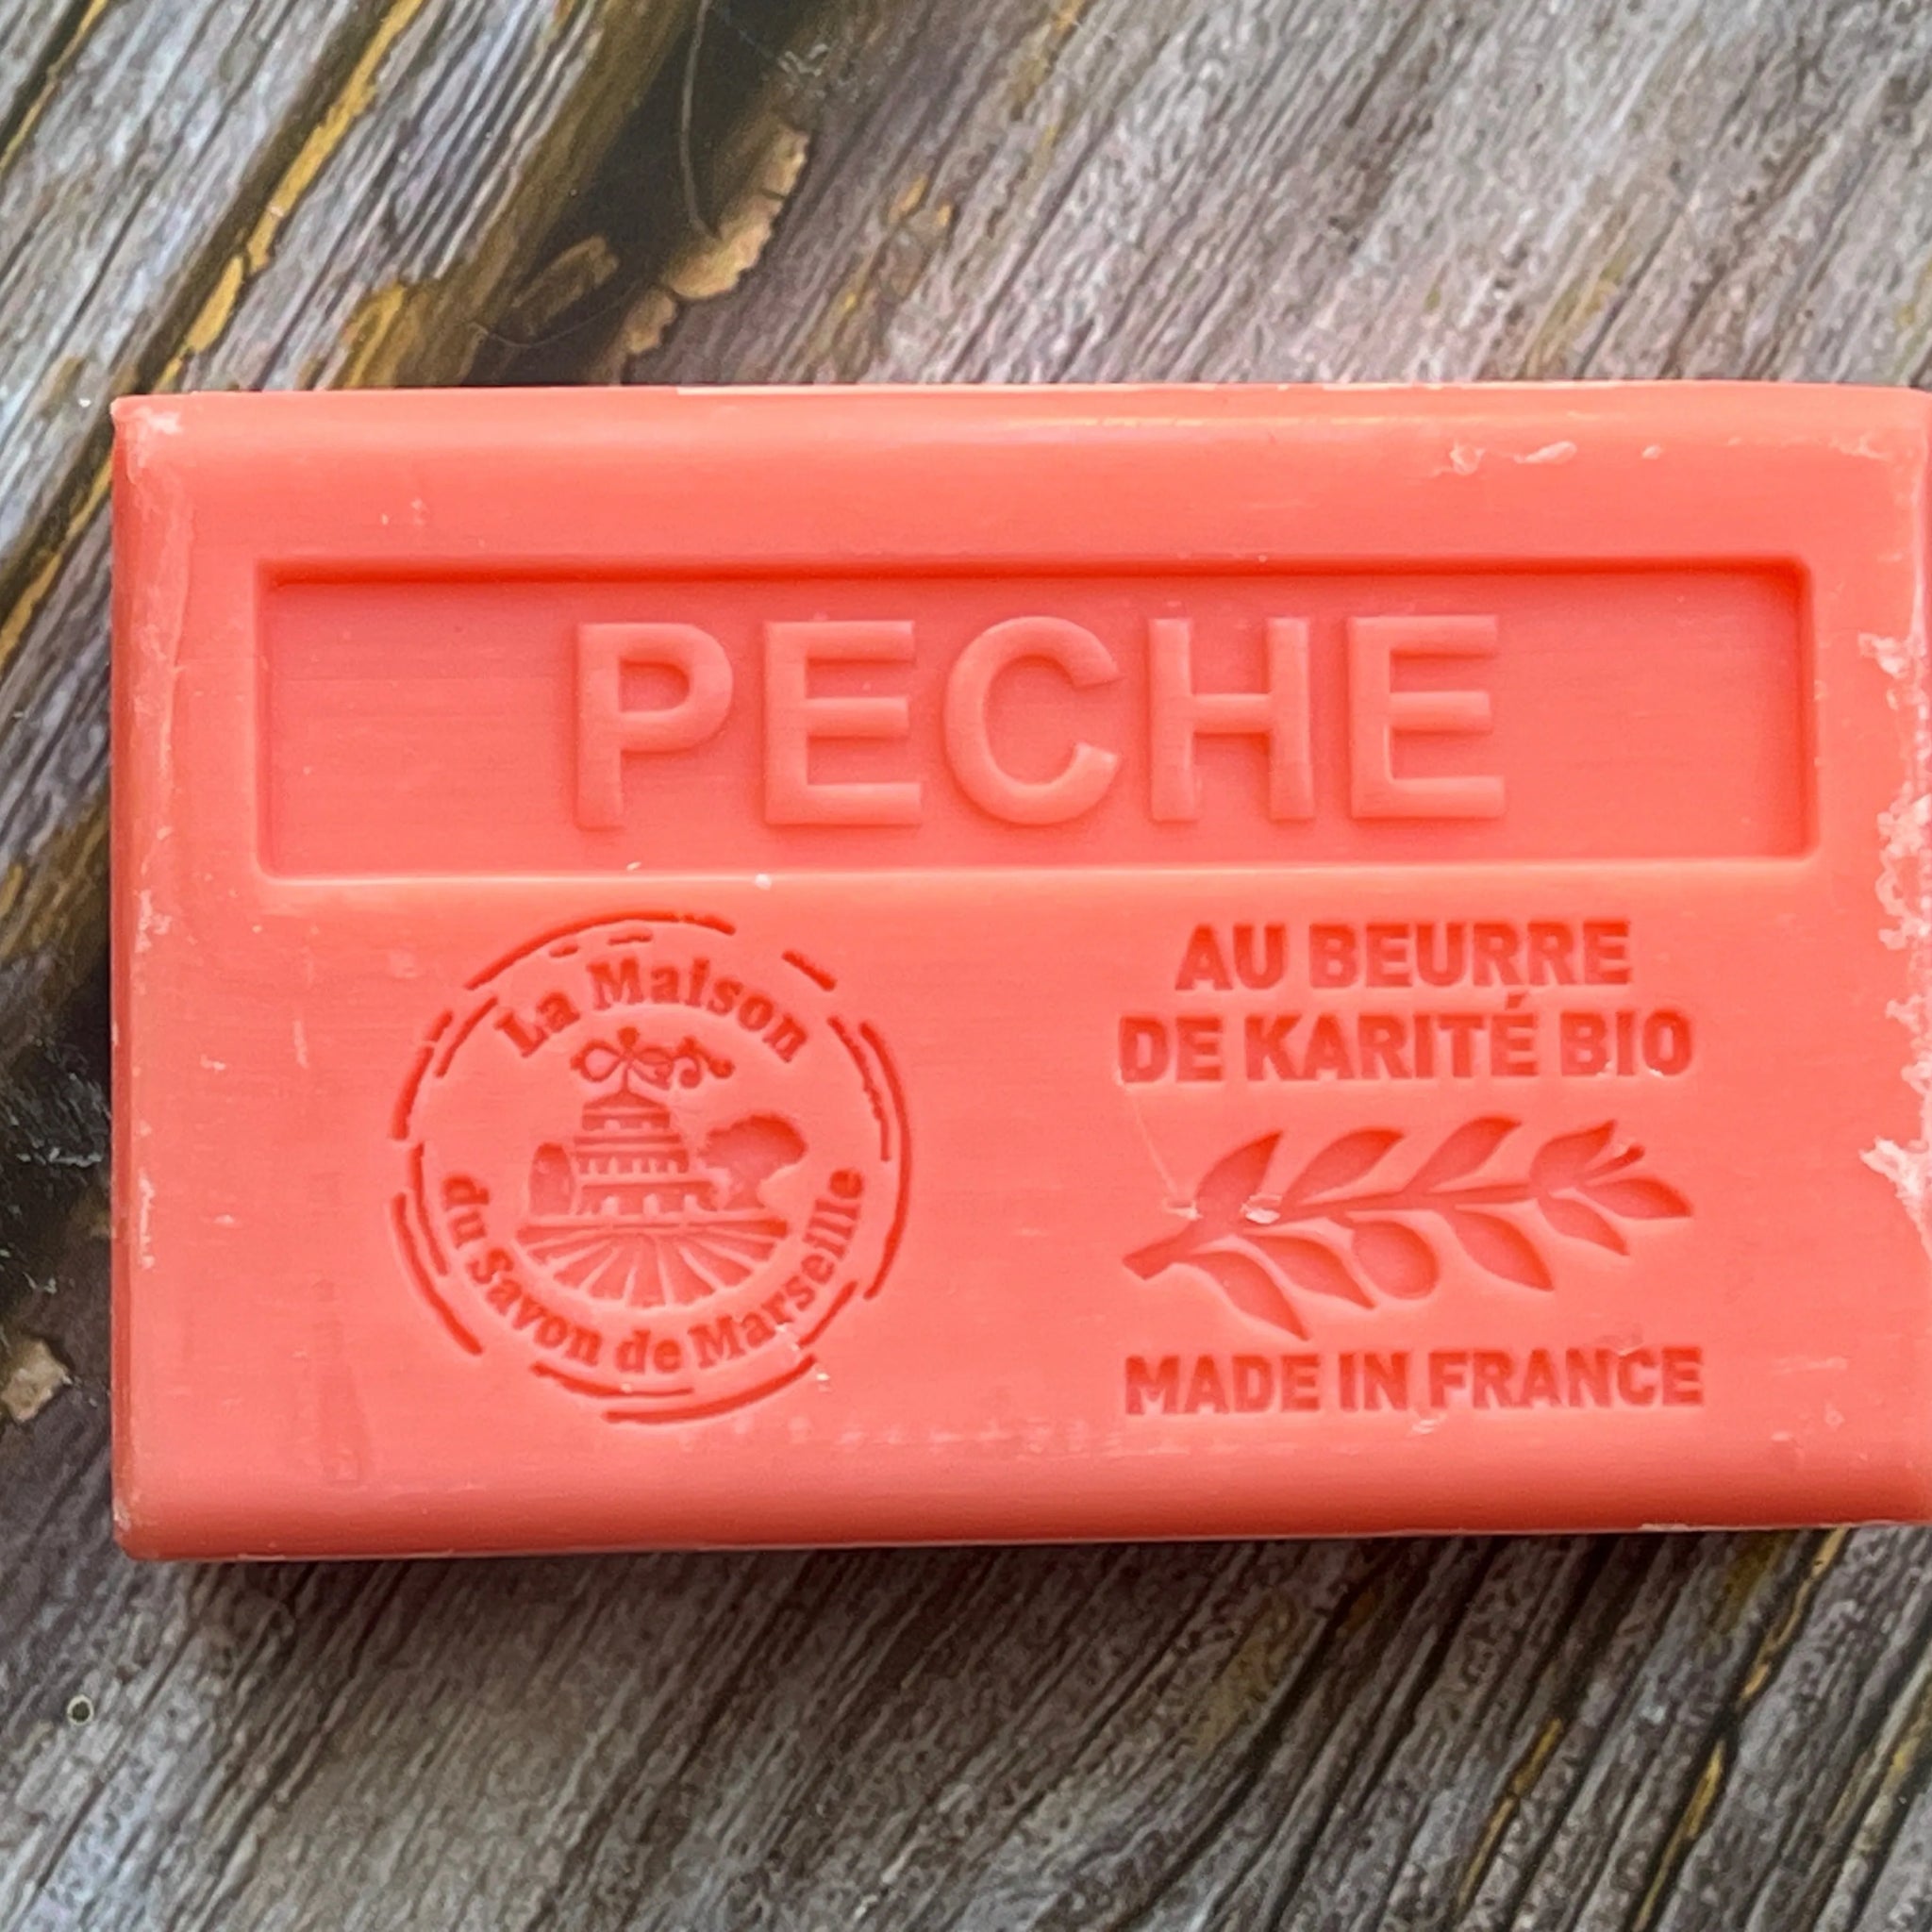 PECHE
La Maison
du Savon de Marseille
AU BEURRE
DE KARITÉ BIO
MADE IN FRANCE